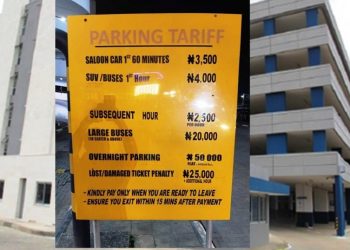 PARKING TARIFF
SALOON CAR 1ST 60 MINUTES ₦3,500
SUV/BUSES 1st Hour ₦4.000
SUBSEQUENT HOUR ₦2,500
PER HOUR
LARGE BUSES ₦20.000
OVERNIGHT PARKING ₦50 000
LOST/DAMAGED TICKET PENALTY ₦25.000
- KINDLY PAY ONLY WHEN YOU ARE READY TO LEAVE
- ENSURE YOU EXIT WITHIN 15 MINS AFTER PAYMENT